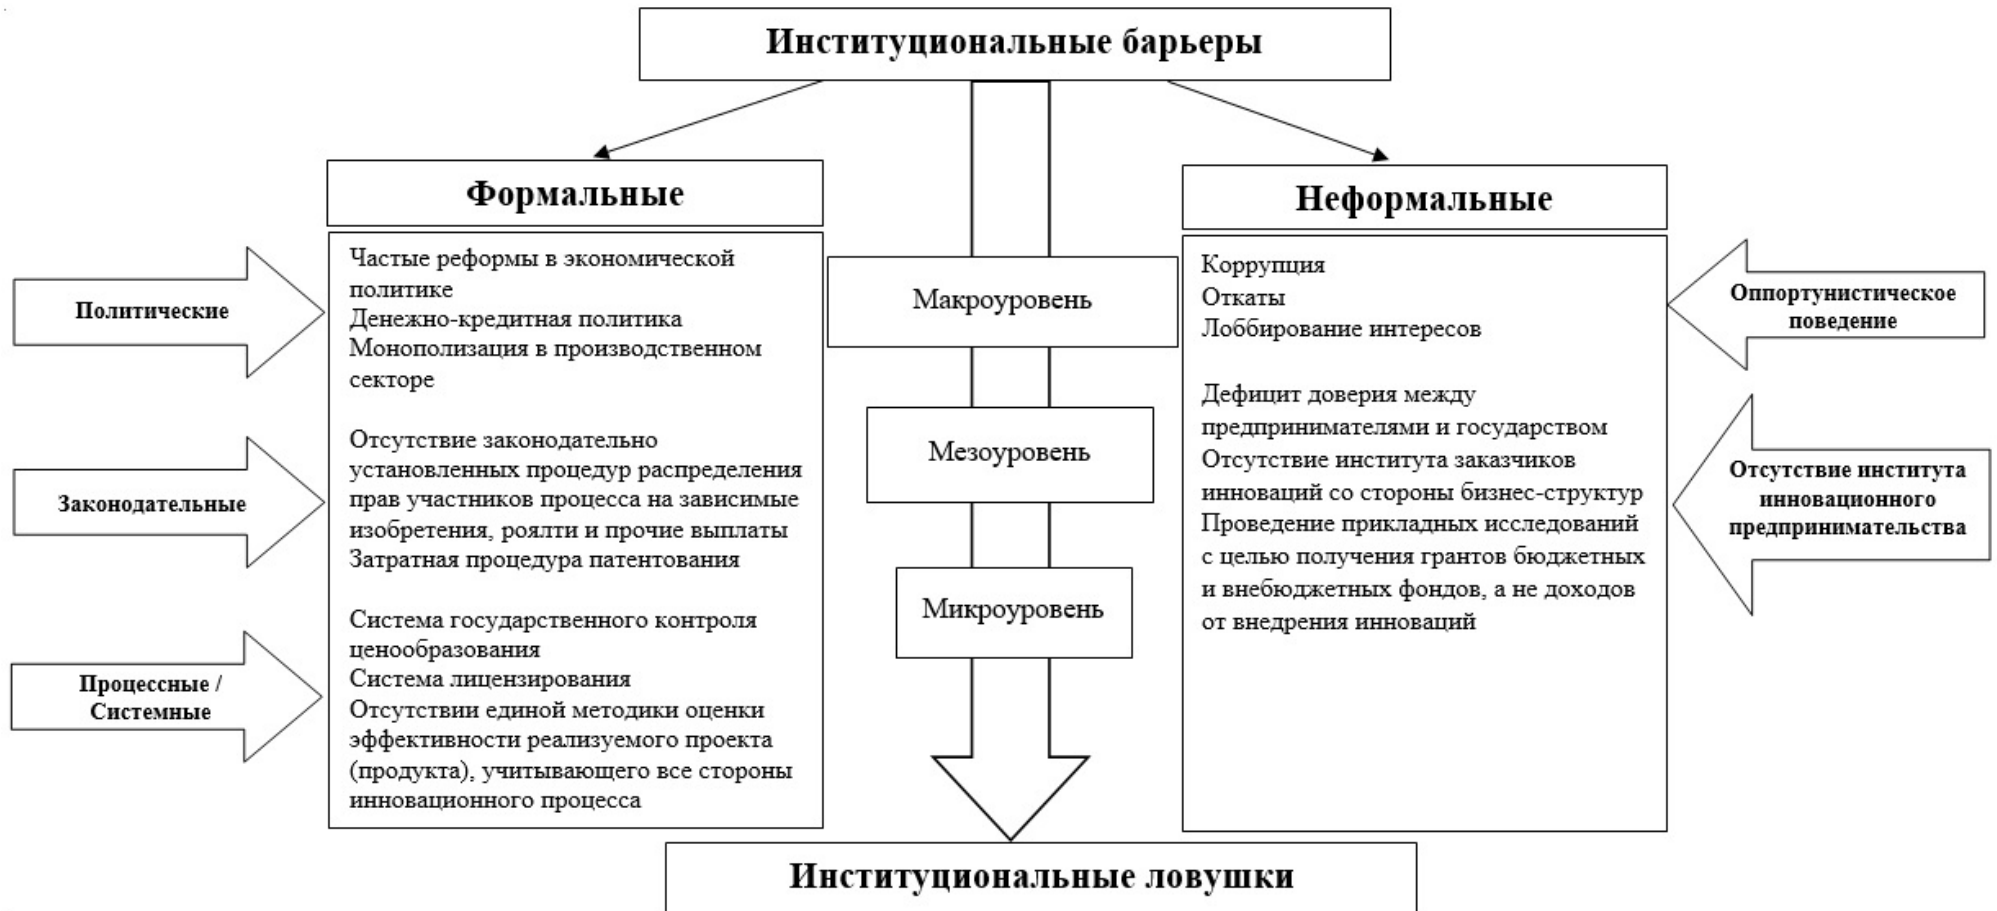 Институциональные барьеры
Формальные
Неформальные
Политические
Законодательные
Процессные /
Системные
Частые реформы в экономической
политике
Денежно-кредитная политика
Монополизация в производственном
секторе
Отсутствие законодательно
установленных процедур распределения
прав участников процесса на зависимые
изобретения, роялти и прочие выплаты
Затратная процедура патентования
Система государственного контроля
ценообразования
Система лицензирования
Отсутствии единой методики оценки
эффективности реализуемого проекта
(продукта), учитывающего все стороны
инновационного процесса
Макроуровень
Мезоуровень
Микроуровень
Коррупция
Откаты
Лоббирование интересов
Дефицит доверия между
предпринимателями и государством
Отсутствие института заказчиков
инноваций со стороны бизнес-структур
Проведение прикладных исследований
с целью получения грантов бюджетных
и внебюджетных фондов, а не доходов
от внедрения инноваций
Оппортунистическое
поведение
Отсутствие института
инновационного
предпринимательства
Институциональные ловушки